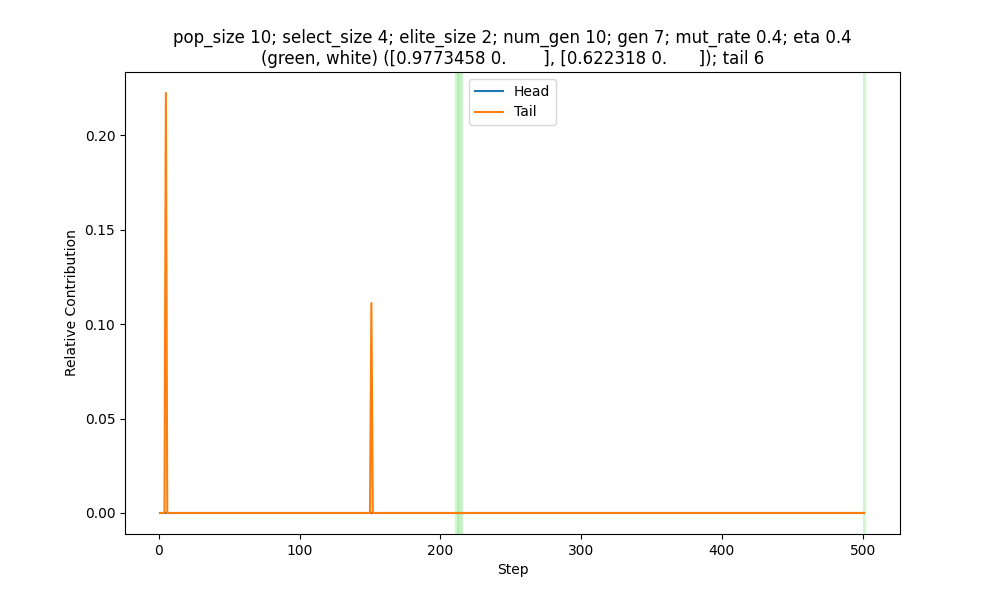 pop_size 10; select_size 4; elite_size 2; num_gen 10; gen 7; mut_rate 0.4; eta 0.4
(green, white) ([0.9773458 0.       ], [0.622318 0.      ]); tail 6
Head
Tail
Relative Contribution
0.20
0.15
0.10
0.05
0.00
0 100 200 300 400 500
Step